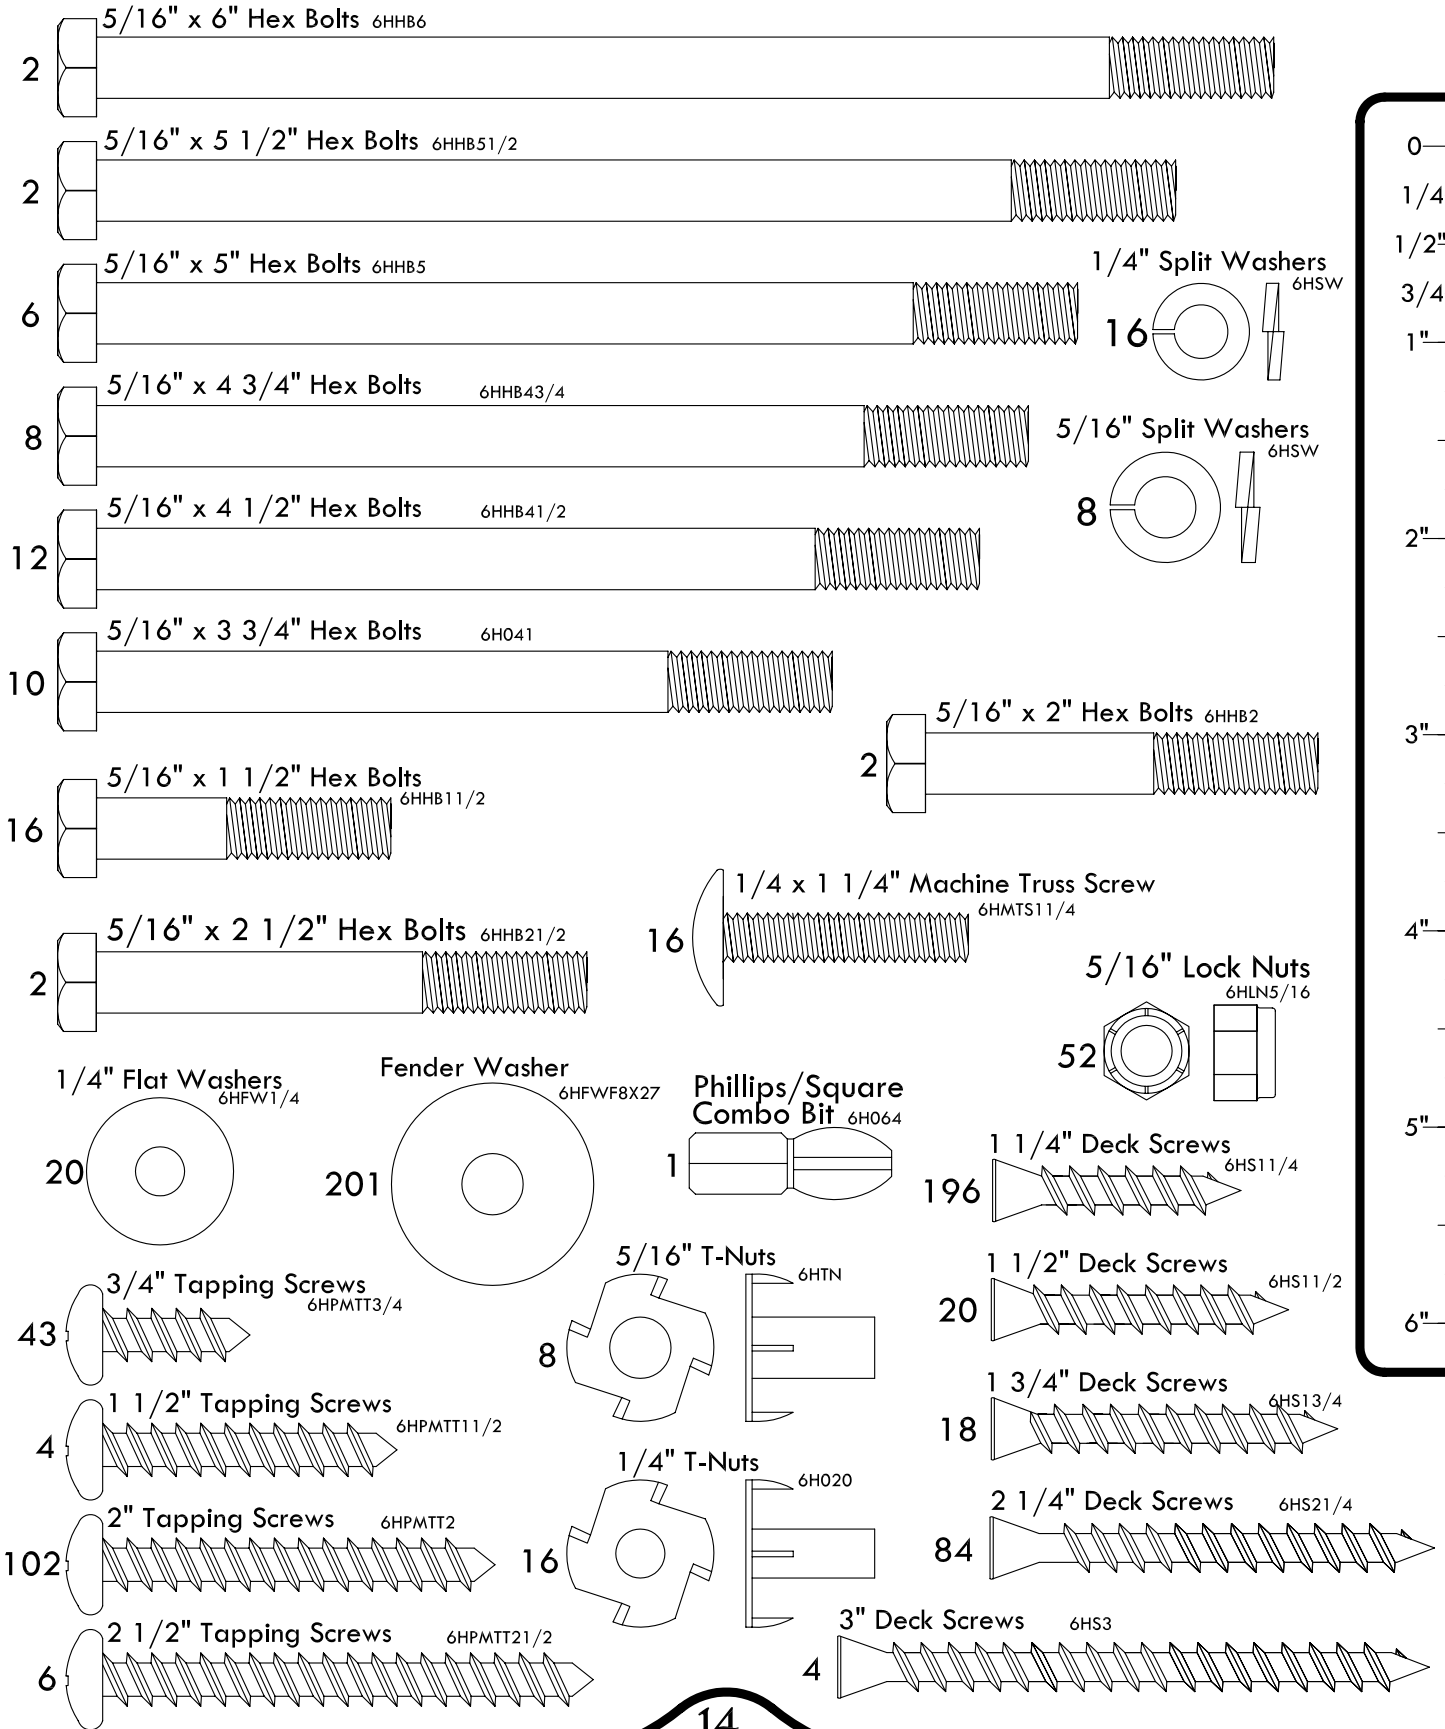 5/16" x 6" Hex Bolts 6HHB6
2
5/16" x 5 1/2" Hex Bolts 6HHB51/2
2
5/16" x 5" Hex Bolts 6HHB5
6
1/4" Split Washers
6HSW
16
5/16" x 4 3/4" Hex Bolts 6HHB43/4
8
5/16" Split Washers
6HSW
8
5/16" x 4 1/2" Hex Bolts 6HHB41/2
12
5/16" x 3 3/4" Hex Bolts 6H041
10
5/16" x 2" Hex Bolts 6HHB2
2
5/16" x 1 1/2" Hex Bolts
6HHB11/2
16
1/4 x 1 1/4" Machine Truss Screw
6HMTS11/4
16
5/16" x 2 1/2" Hex Bolts 6HHB21/2
2
5/16" Lock Nuts
6HLN5/16
52
1/4" Flat Washers
6HFW1/4
20
Fender Washer
6HFWF8X27
201
Phillips/Square
Combo Bit 6H064
1
1 1/4" Deck Screws
6HS11/4
196
5/16" T-Nuts
6HTN
8
1 1/2" Deck Screws
6HS11/2
20
3/4" Tapping Screws
6HPMTT3/4
43
1 3/4" Deck Screws
6HS13/4
18
1 1/2" Tapping Screws
6HPMTT11/2
4
1/4" T-Nuts
6H020
16
2 1/4" Deck Screws 6HS21/4
84
2" Tapping Screws 6HPMTT2
102
3" Deck Screws 6HS3
4
2 1/2" Tapping Screws 6HPMTT21/2
6
0
1/4
1/2"
3/4
1"
2"
3"
4"
5"
6"
14